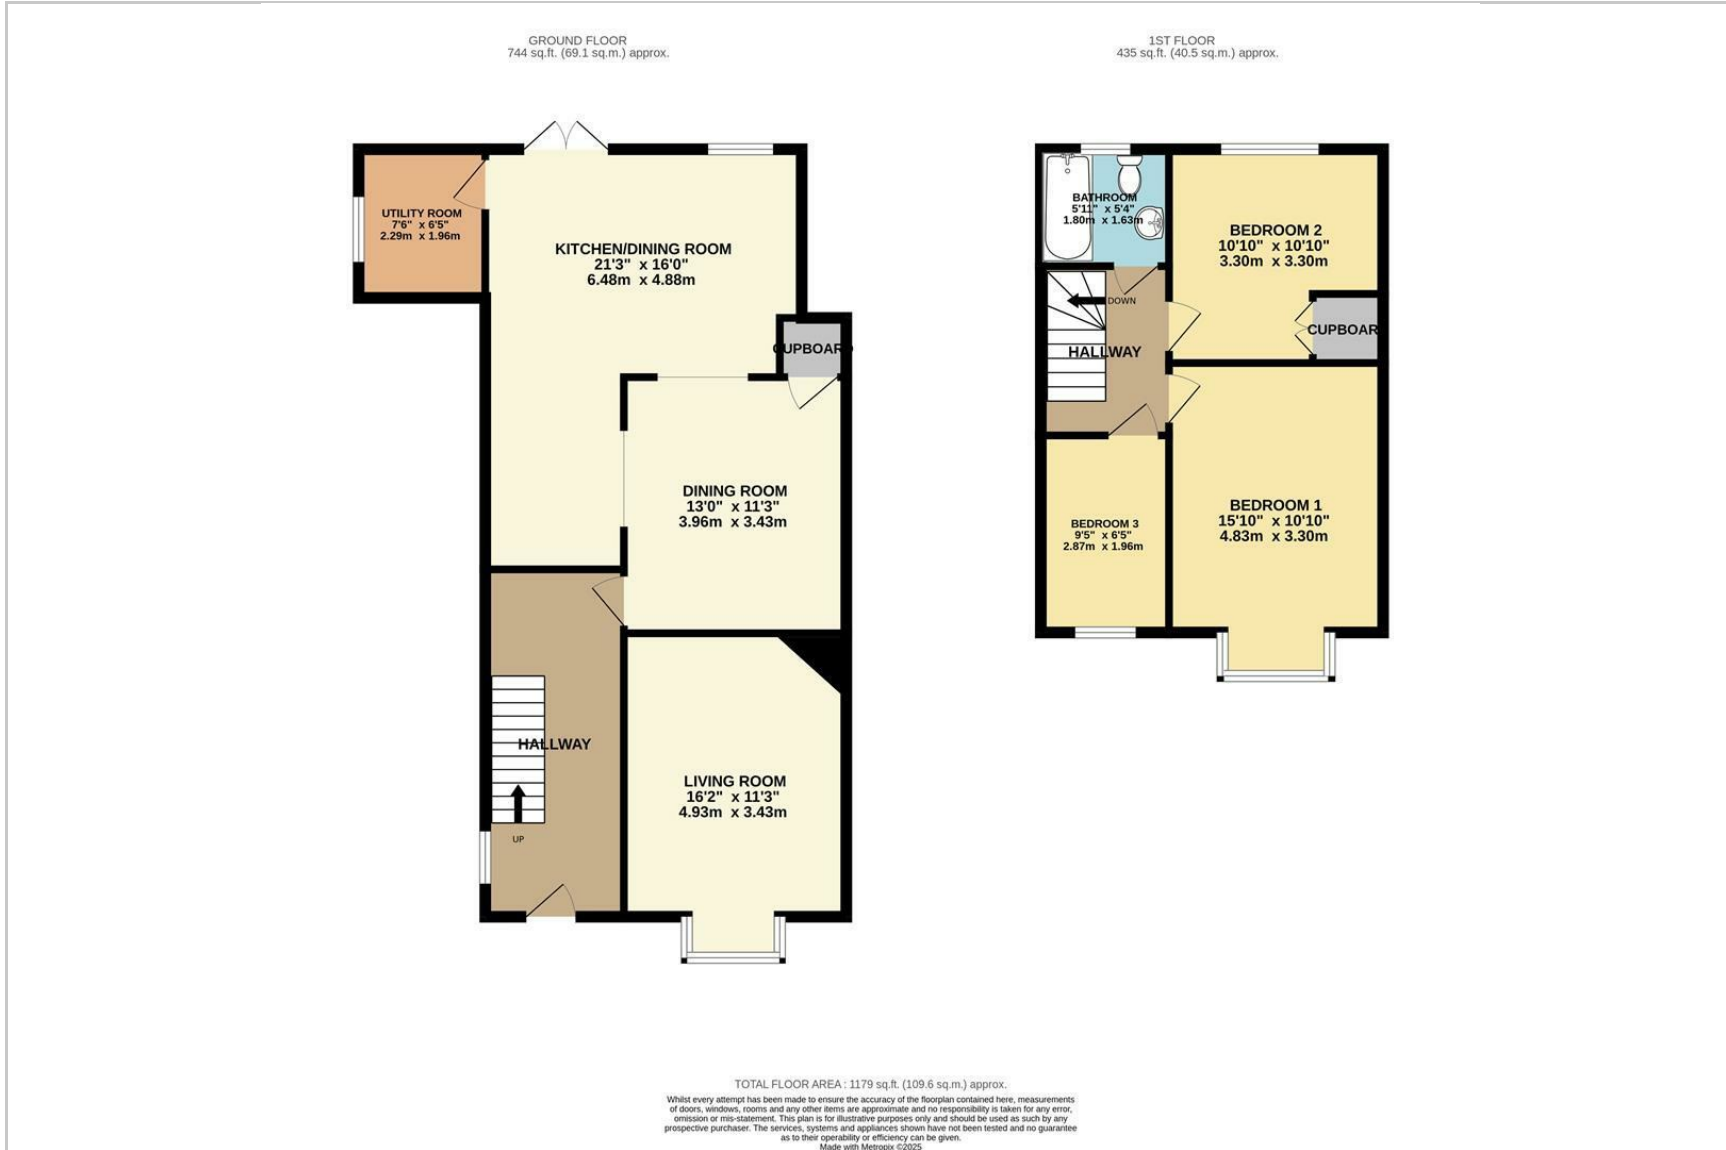 GROUND FLOOR
744 sq.ft. (69.1 sq.m.) approx.
1ST FLOOR
435 sq.ft. (40.5 sq.m.) approx.
UTILITY ROOM
7'6" x 6'5"
2.29m x 1.96m
KITCHEN/DINING ROOM
21'3" x 16'0"
6.48m x 4.88m
CUPBOARD
DINING ROOM
13'0" x 11'3"
3.96m x 3.43m
HALLWAY
UP
LIVING ROOM
16'2" x 11'3"
4.93m x 3.43m
BATHROOM
5'11" x 5'4"
1.80m x 1.63m
BEDROOM 2
10'10" x 10'10"
3.30m x 3.30m
DOWN
CUPBOAR
HALLWAY
BEDROOM 3
9'5" x 6'5"
2.87m x 1.96m
BEDROOM 1
15'10" x 10'10"
4.83m x 3.30m
TOTAL FLOOR AREA : 1179 sq.ft. (109.6 sq.m.) approx.
Whilst every attempt has been made to ensure the accuracy of the floorplan contained here, measurements
of doors, windows, rooms and any other items are approximate and no responsibility is taken for any error,
omission or mis-statement. This plan is for illustrative purposes only and should be used as such by any
prospective purchaser. The services, systems and appliances shown have not been tested and no guarantee
as to their operability or efficiency can be given.
Made with Metropix ©2025